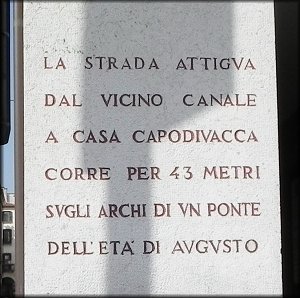 LA STRADA ATTIGVA
DAL VICINO CANALE
A CASA CAPODIVACCA
CORRE PER 43 METRI
SVGLI ARCHI DI VN PONTE
DELL'ETÀ DI AVGVSTO